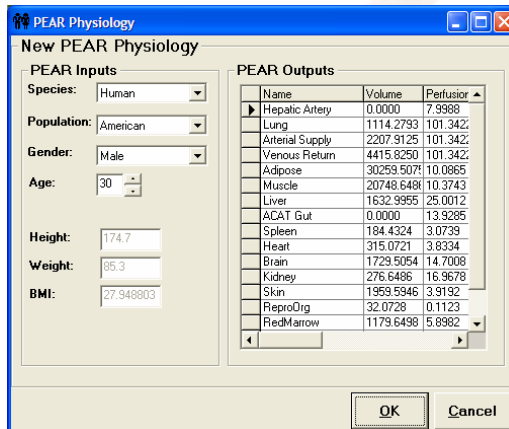 PEAR Physiology
New PEAR Physiology
PEAR Inputs
Species: Human
Population: American
Gender: Male
Age: 30
Height: 174.7
Weight: 85.3
BMI: 27.948803
PEAR Outputs
Name Volume Perfusion
Hepatic Artery 0.0000 7.9988
Lung 1114.2793 101.342
Arterial Supply 2207.9125 101.342
Venous Return 4415.8250 101.342
Adipose 30259.5075 10.0865
Muscle 20748.6486 10.3743
Liver 1632.9955 25.0012
ACAT Gut 0.0000 13.9285
Spleen 184.4324 3.0739
Heart 315.0721 3.8334
Brain 1729.5054 14.7008
Kidney 276.6486 16.9678
Skin 1959.5946 3.9192
ReproOrg 32.0728 0.1123
RedMarrow 1179.6498 5.8982
OK Cancel